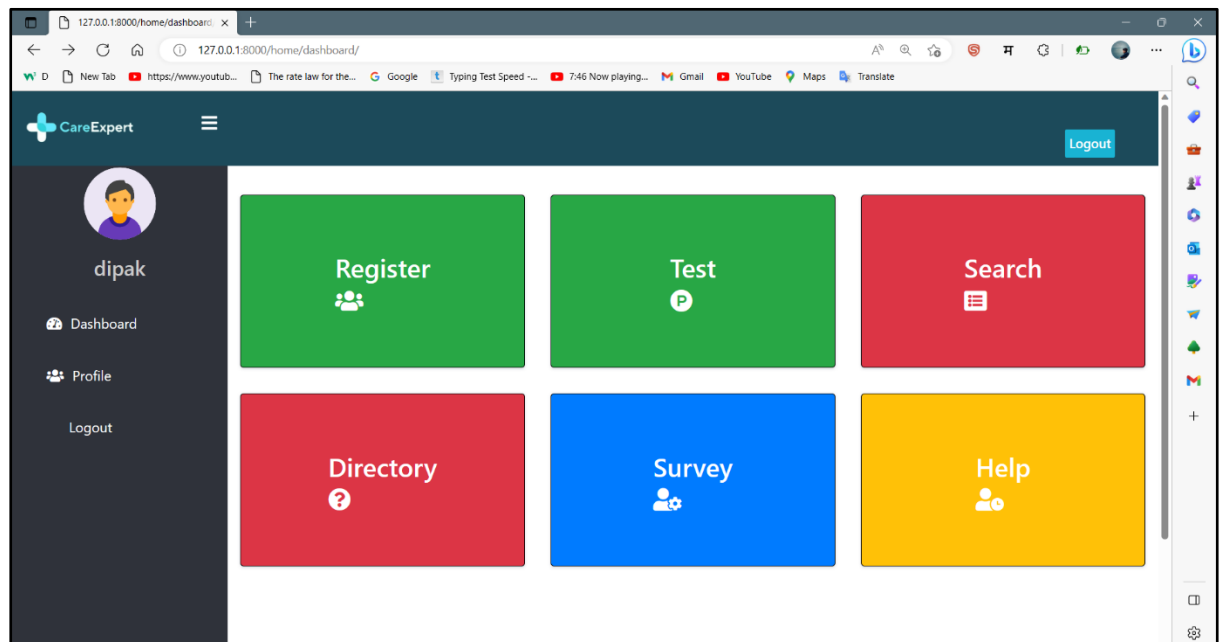 127.0.0.1:8000/home/dashboard,
127.0.0.1:8000/home/dashboard/
D New Tab https://www.youtub... The rate law for the... Google Typing Test Speed -... 7:46 Now playing... Gmail YouTube Maps Translate
CareExpert
Logout
dipak
Dashboard
Profile
Logout
Register
Test
P
Search
Directory
?
Survey
Help
म